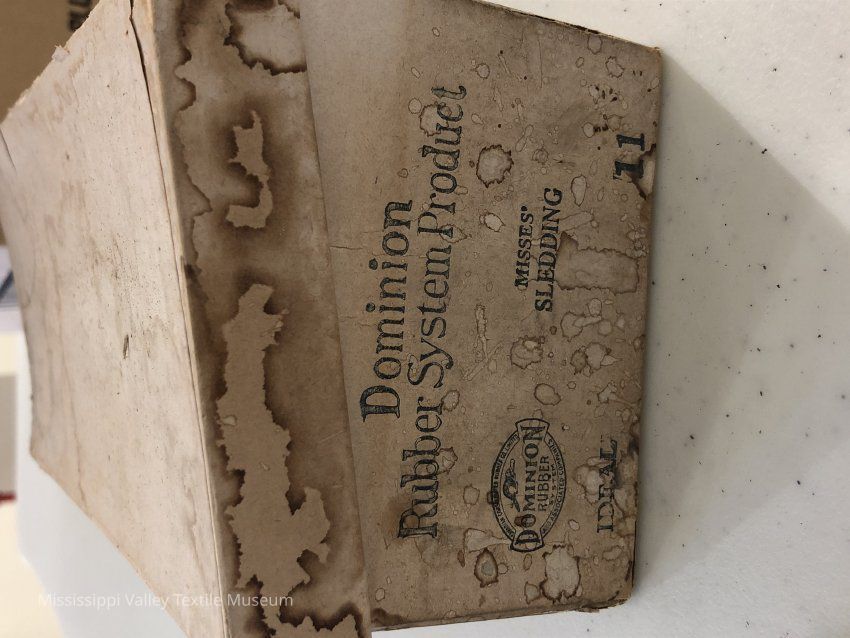 Dominion
Rubber System Product
MISSES'
SLEDDING
11
DOMINION
RUBBER
SYSTEM
IDEAL
Mississippi Valley Textile Museum